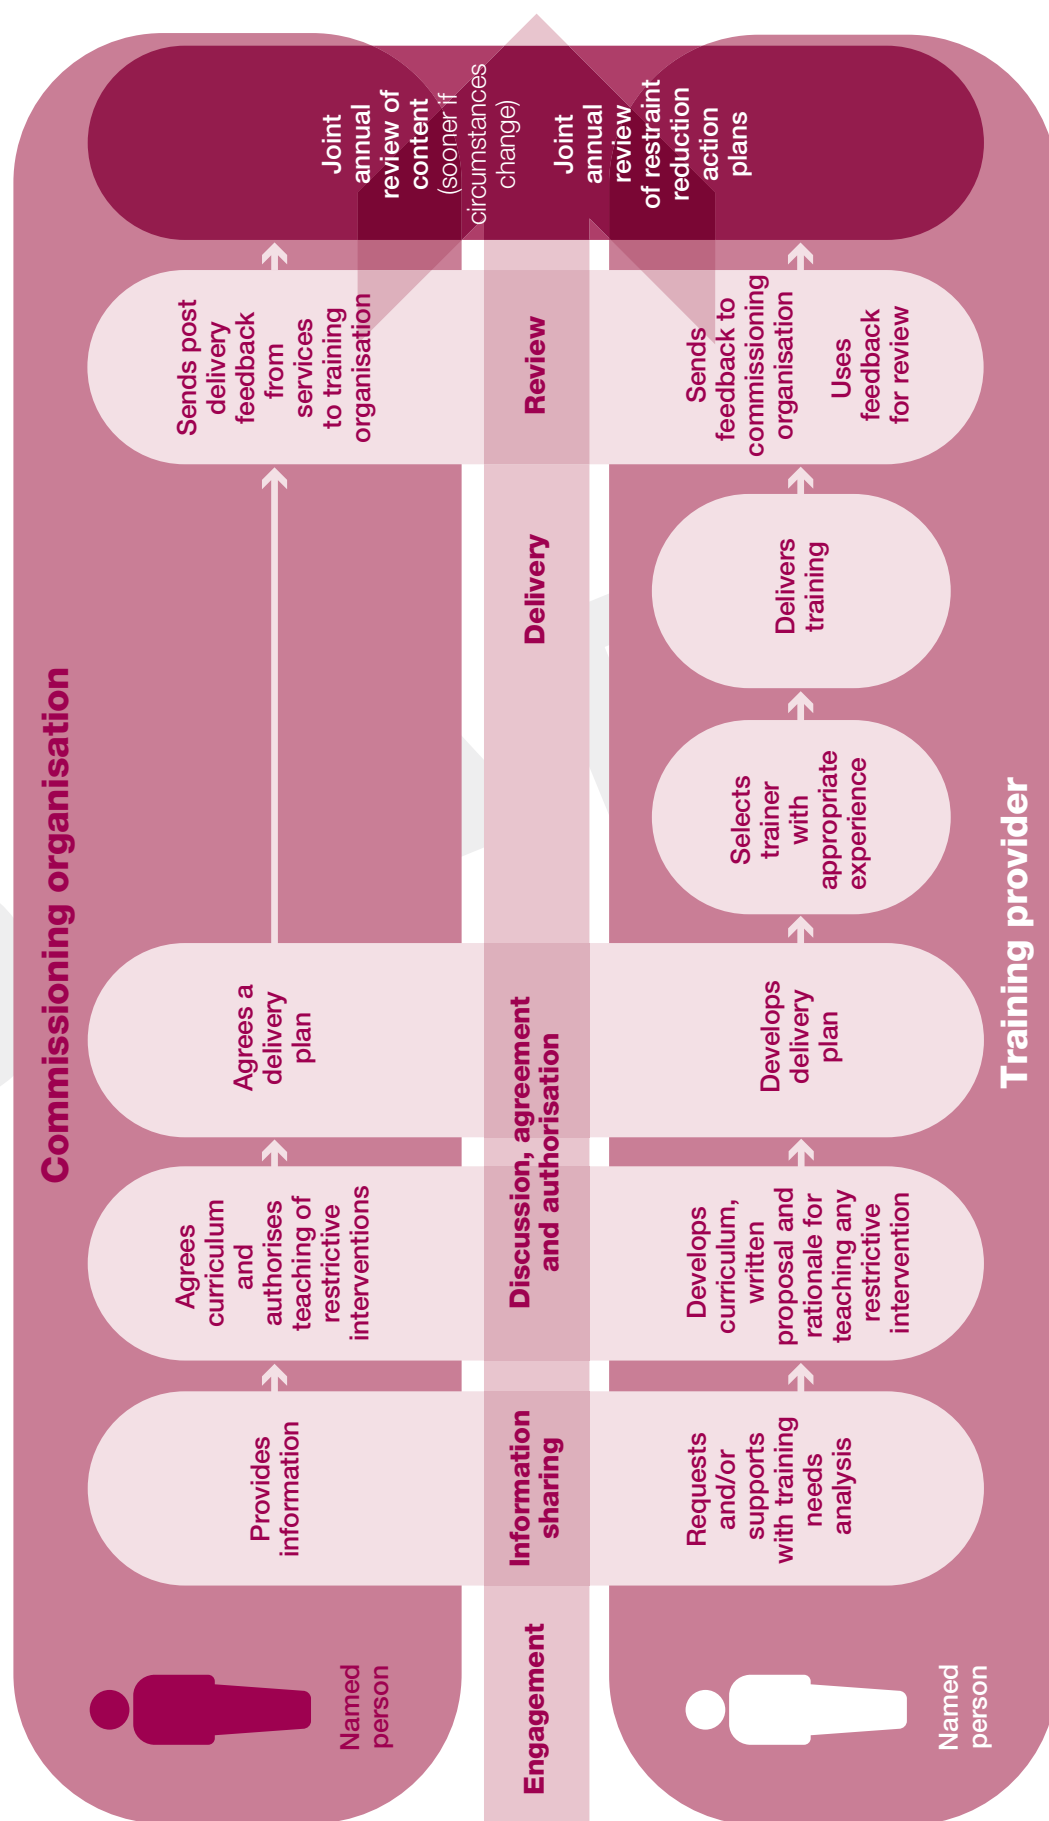 Commissioning organisation
Named
person
Provides
information
Agrees
curriculum
and
authorises
teaching of
restrictive
interventions
Agrees a
delivery
plan
Sends post
delivery
feedback
from
services
to training
organisation
Joint
annual
review of
content
(sooner if
circumstances
change)
Joint
annual
review
of restraint
reduction
action
plans
Engagement
Information
sharing
Discussion, agreement
and authorisation
Delivery
Review
Named
person
Requests
and/or
supports
with training
needs
analysis
Develops
curriculum,
written
proposal and
rationale for
teaching any
restrictive
intervention
Develops
delivery
plan
Selects
trainer
with
appropriate
experience
Delivers
training
Sends
feedback to
commissioning
organisation
Uses
feedback
for review
Training provider